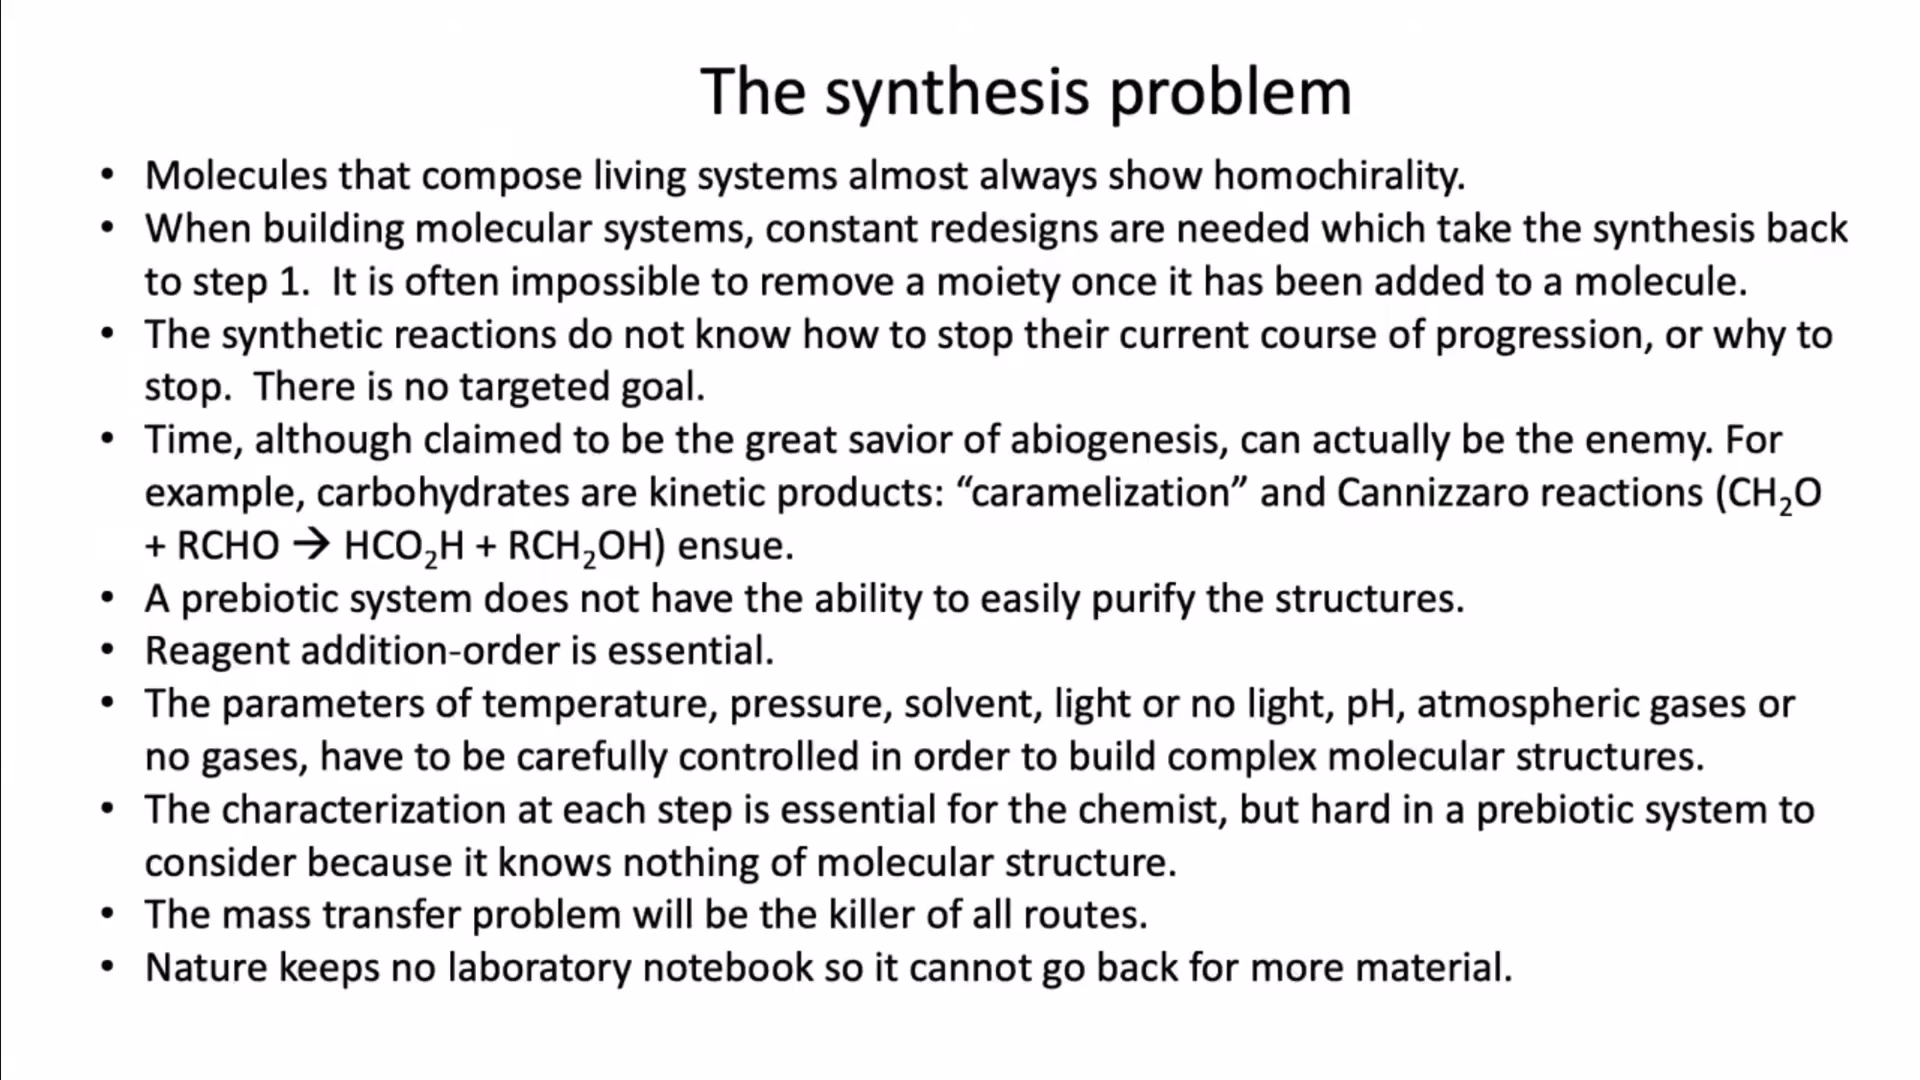 The synthesis problem
• Molecules that compose living systems almost always show homochirality.
• When building molecular systems, constant redesigns are needed which take the synthesis back
to step 1.  It is often impossible to remove a moiety once it has been added to a molecule.
• The synthetic reactions do not know how to stop their current course of progression, or why to
stop.  There is no targeted goal.
• Time, although claimed to be the great savior of abiogenesis, can actually be the enemy. For
example, carbohydrates are kinetic products: “caramelization” and Cannizzaro reactions (CH₂O
+ RCHO → HCO₂H + RCH₂OH) ensue.
• A prebiotic system does not have the ability to easily purify the structures.
• Reagent addition-order is essential.
• The parameters of temperature, pressure, solvent, light or no light, pH, atmospheric gases or
no gases, have to be carefully controlled in order to build complex molecular structures.
• The characterization at each step is essential for the chemist, but hard in a prebiotic system to
consider because it knows nothing of molecular structure.
• The mass transfer problem will be the killer of all routes.
• Nature keeps no laboratory notebook so it cannot go back for more material.